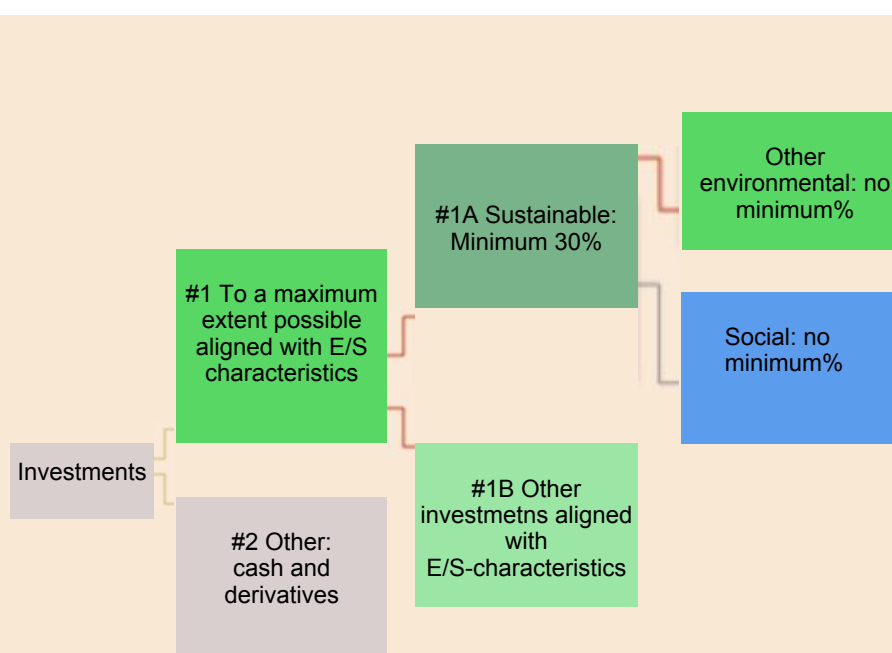 Other
environmental: no
minimum%
#1A Sustainable:
Minimum 30%
#1 To a maximum
extent possible
aligned with E/S
characteristics
Social: no
minimum%
Investments
#1B Other
investmetns aligned
with
E/S-characteristics
#2 Other:
cash and
derivatives